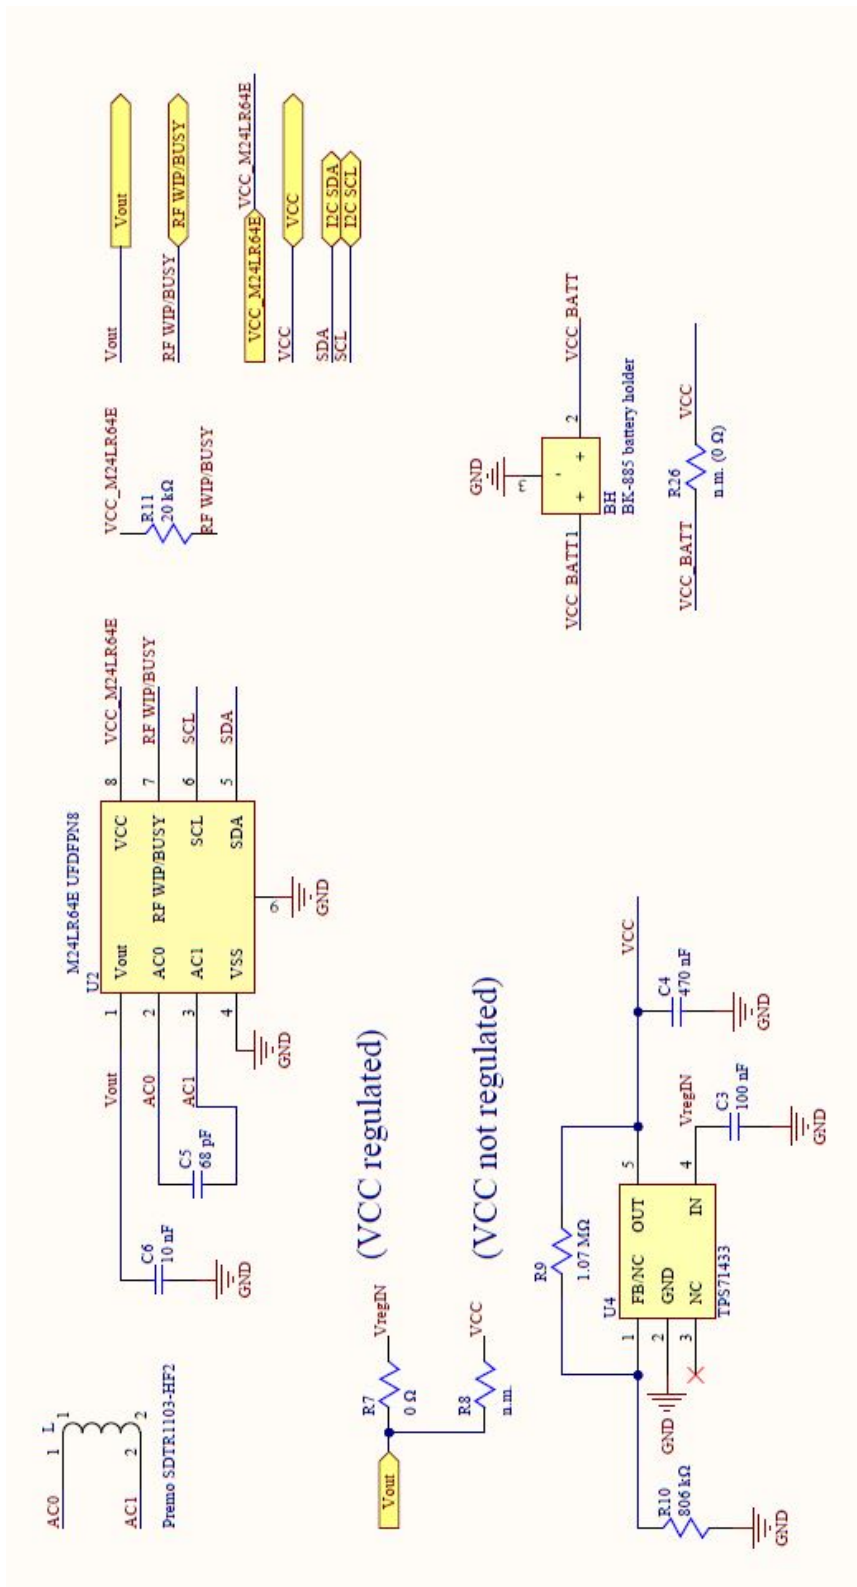 AC0
1
L
1
AC1
2
2
Premo SDTR1103-HF2
M24LR64E UFDFPN8
U2
Vout
1
Vout
VCC
8
VCC_M24LR64E
AC0
2
AC0
RF WIP/BUSY
7
RF WIP/BUSY
AC1
3
AC1
SCL
6
SCL
4
VSS
SDA
5
SDA
9
GND
GND
C6
10 nF
GND
C5
68 pF
VCC_M24LR64E
R11
20 kΩ
RF WIP/BUSY
Vout
Vout
RF WIP/BUSY
RF WIP/BUSY
VCC_M24LR64E
VCC_M24LR64E
VCC
VCC
SDA
I2C SDA
SCL
I2C SCL
Vout
R7
0 Ω
VregIN
(VCC regulated)
R8
n.m.
VCC
(VCC not regulated)
GND
3
-
VCC_BATT
1
+
+
2
VCC_BATT
BH
BK-885 battery holder
R9
1.07 MΩ
U4
1
FB/NC
OUT
5
VCC
2
GND
3
NC
IN
4
VregIN
TPS71433
GND
R10
806 kΩ
GND
C4
470 nF
GND
C3
100 nF
GND
VCC_BATT
R26
n.m. (0 Ω)
VCC